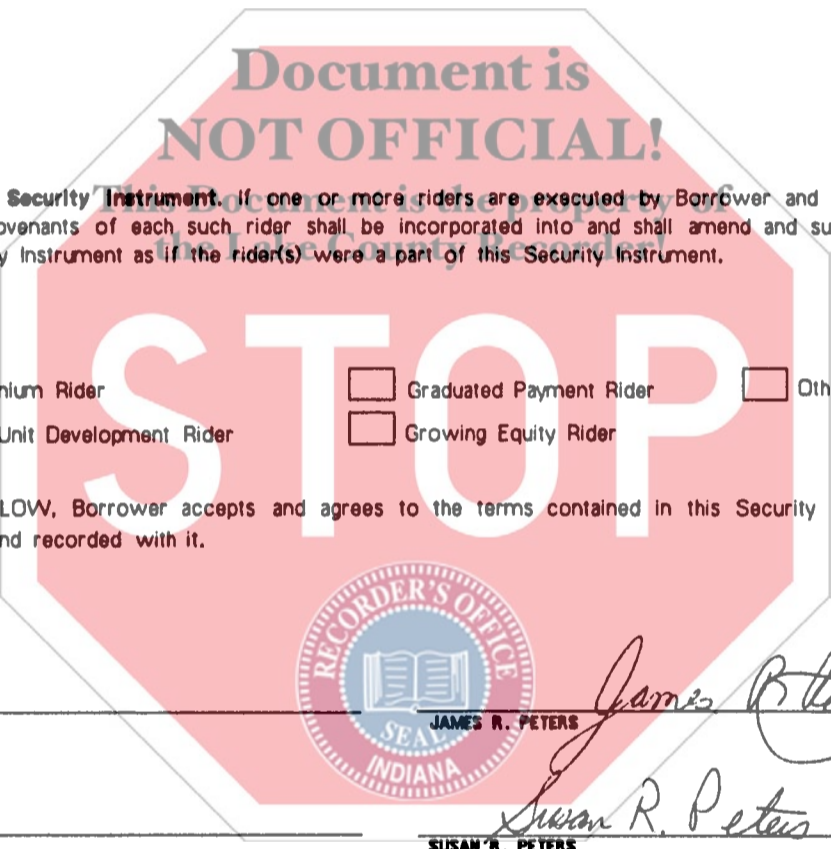 Document is
NOT OFFICIAL!
This Document is the property of
the Lake County Recorder!
Security Instrument. If one or more riders are executed by Borrower and
ovenants of each such rider shall be incorporated into and shall amend and su
y Instrument as if the rider(s) were a part of this Security Instrument.
STOP
nium Rider Graduated Payment Rider Oth
Unit Development Rider Growing Equity Rider
LOW, Borrower accepts and agrees to the terms contained in this Security
nd recorded with it.
RECORDER'S OFFICE
SEAL
INDIANA
James
JAMES R. PETERS
Susan R. Peters
SUSAN R. PETERS